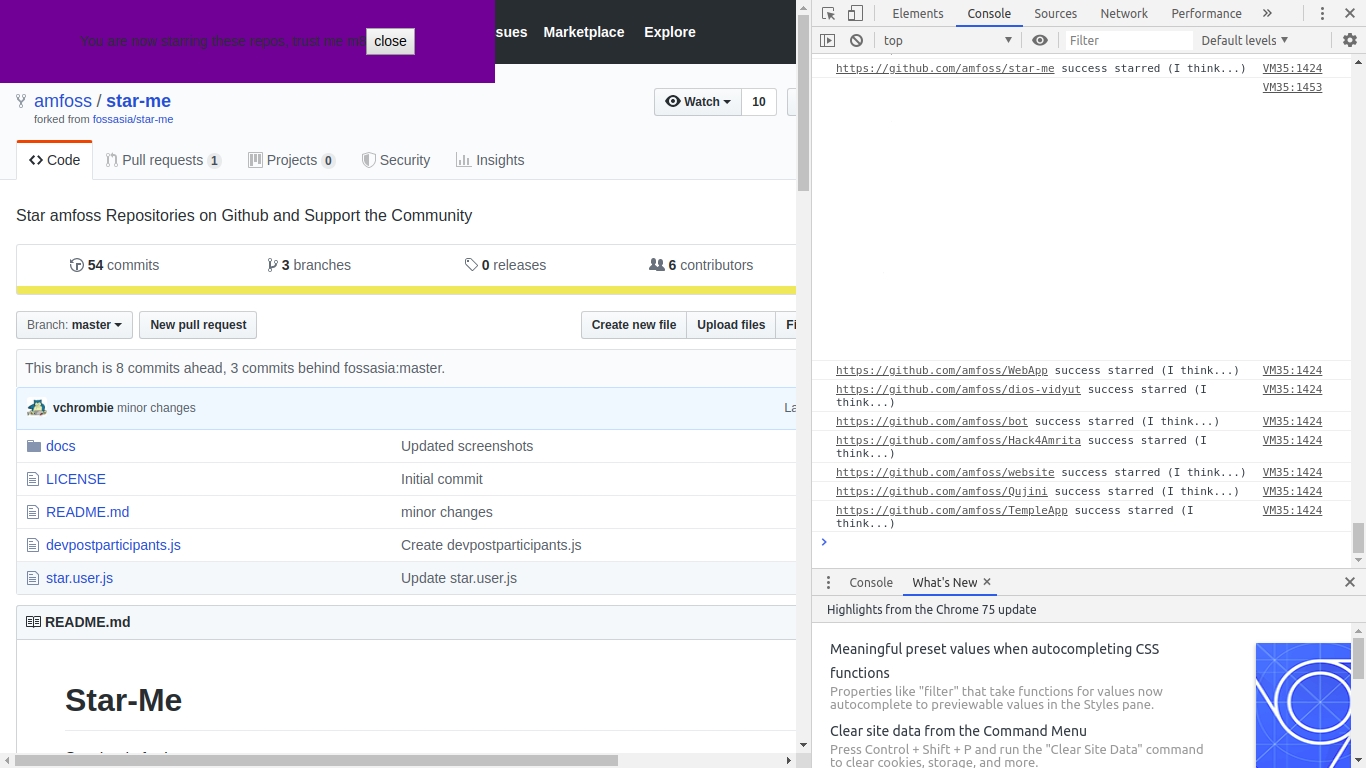 You are now starring these repos, trust me
close
sues Marketplace Explore
amfoss / star-me
forked from fossasia/star-me
Watch 10
Code Pull requests 1 Projects 0 Security Insights
Star amfoss Repositories on Github and Support the Community
54 commits 3 branches 0 releases 6 contributors
Branch: master New pull request Create new file Upload files Fi
This branch is 8 commits ahead, 3 commits behind fossasia:master.
vchrombie minor changes La
docs Updated screenshots
LICENSE Initial commit
README.md minor changes
devpostparticipants.js Create devpostparticipants.js
star.user.js Update star.user.js
README.md
Star-Me
Elements Console Sources Network Performance »
top Filter Default levels
https://github.com/amfoss/star-me success starred (I think...) VM35:1424
VM35:1453
https://github.com/amfoss/WebApp success starred (I think...) VM35:1424
https://github.com/amfoss/dios-vidyut success starred (I VM35:1424
think...)
https://github.com/amfoss/bot success starred (I think...) VM35:1424
https://github.com/amfoss/Hack4Amrita success starred (I VM35:1424
think...)
https://github.com/amfoss/website success starred (I think...) VM35:1424
https://github.com/amfoss/Qujini success starred (I think...) VM35:1424
https://github.com/amfoss/TempleApp success starred (I VM35:1424
think...)
Console What's New ×
Highlights from the Chrome 75 update
Meaningful preset values when autocompleting CSS
functions
Properties like "filter" that take functions for values now
autocomplete to previewable values in the Styles pane.
Clear site data from the Command Menu
Press Control + Shift + P and run the "Clear Site Data" command
to clear cookies, storage, and more.